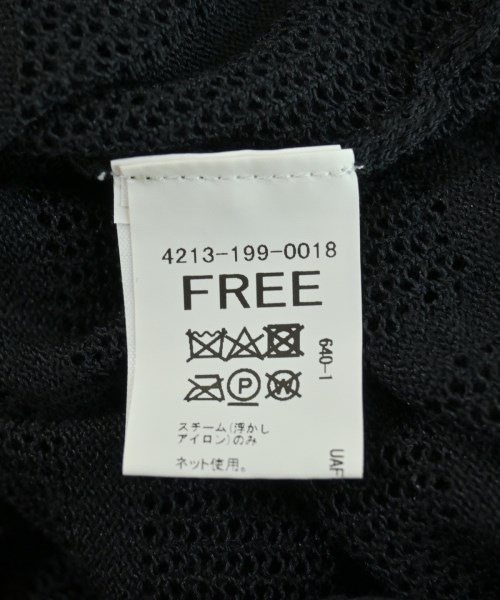 4213-199-0018
FREE
640-1
P W
スチーム(浮かし
アイロン)のみ
ネット使用。
UAF